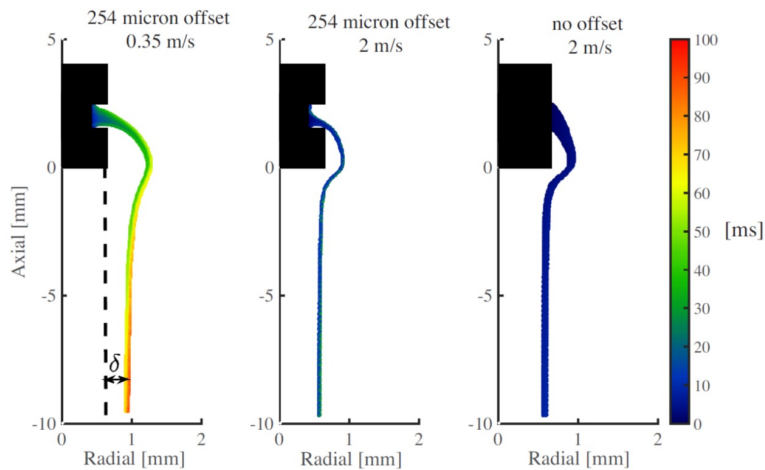 254 micron offset
0.35 m/s
254 micron offset
2 m/s
no offset
2 m/s
5
0
-5
-10
Axial [mm]
δ
0
1
2
Radial [mm]
5
0
-5
-10
0
1
2
Radial [mm]
5
0
-5
-10
0
1
2
Radial [mm]
100
90
80
70
60
50
40
30
20
10
0
[ms]